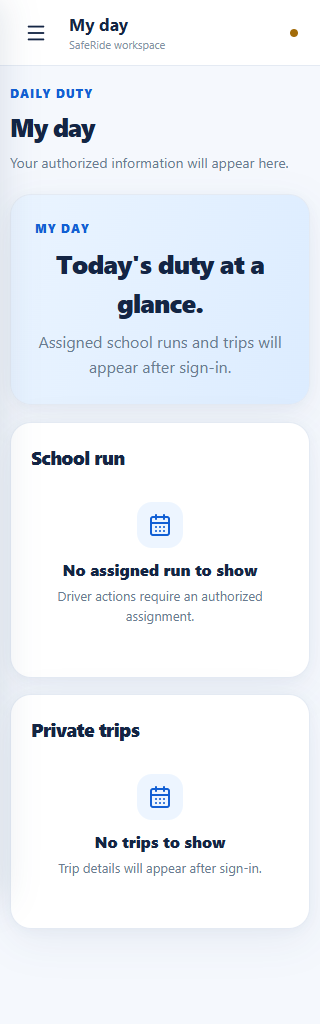 My day
SafeRide workspace
DAILY DUTY
My day
Your authorized information will appear here.
MY DAY
Today's duty at a
glance.
Assigned school runs and trips will
appear after sign-in.
School run
No assigned run to show
Driver actions require an authorized
assignment.
Private trips
No trips to show
Trip details will appear after sign-in.